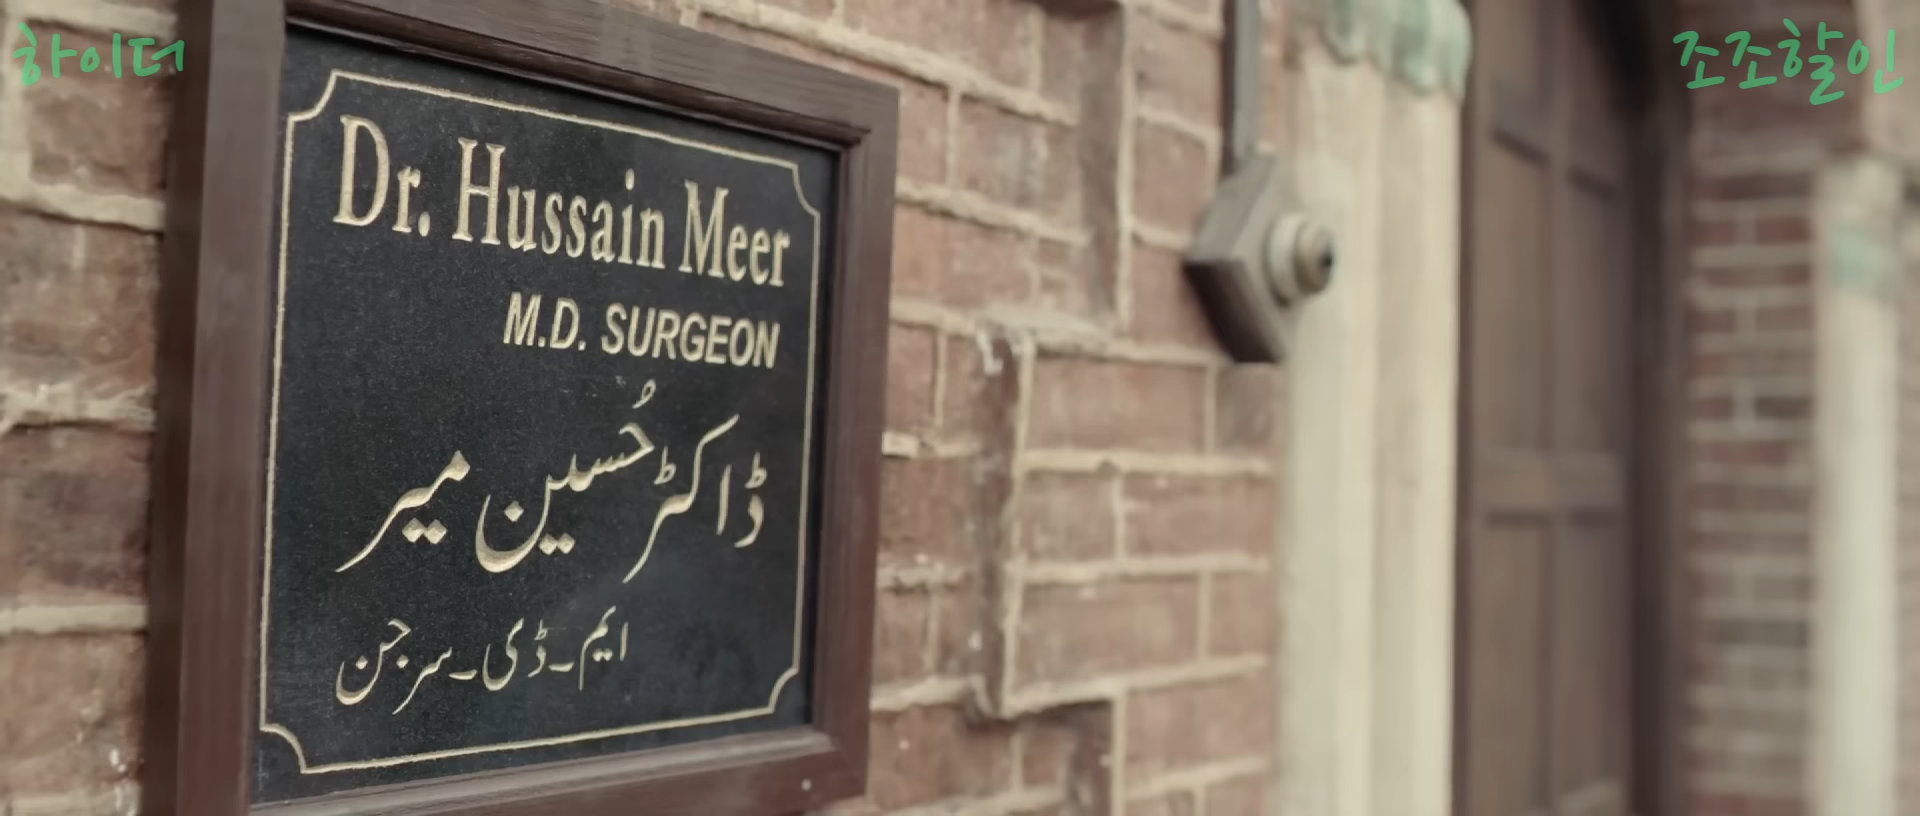 하이더
조조할인
Dr. Hussain Meer
M.D. SURGEON
ڈاکٹر حُسین میر
ایم-ڈی-سرجن